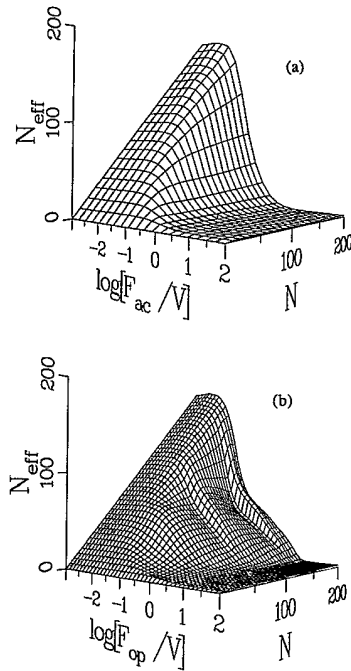 (a)
200
100
0
N_eff
-2 -1 0 1 2
log[F_ac /V]
100 200
N
(b)
200
100
0
N_eff
-2 -1 0 1 2
log[F_op /V]
100 200
N